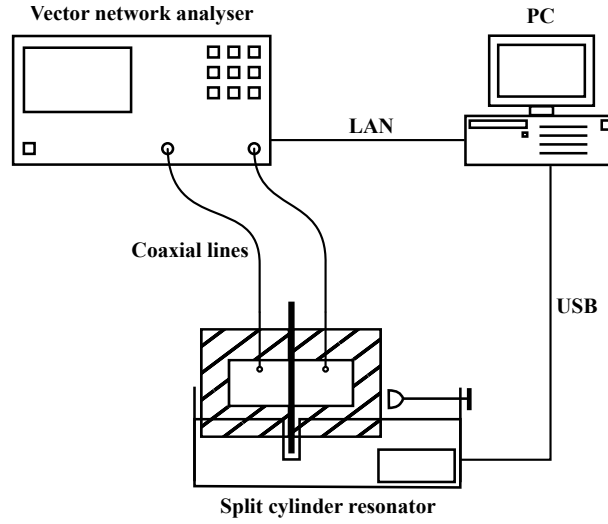 Vector network analyser
PC
LAN
Coaxial lines
USB
Split cylinder resonator